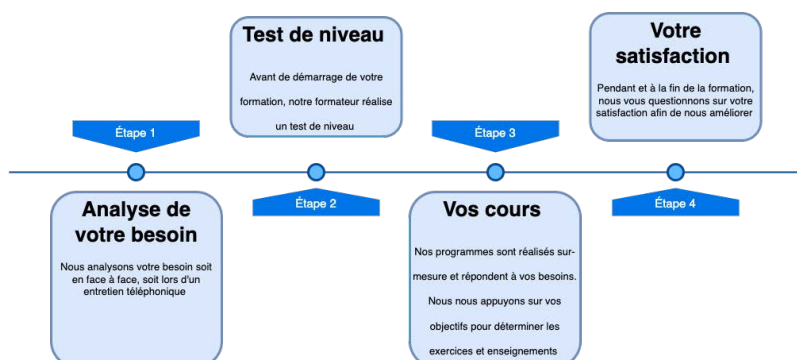 Étape 1
Analyse de
votre besoin
Nous analysons votre besoin soit
en face à face, soit lors d'un
entretien téléphonique
Test de niveau
Avant de démarrage de votre
formation, notre formateur réalise
un test de niveau
Étape 2
Étape 3
Vos cours
Nos programmes sont réalisés sur-
mesure et répondent à vos besoins.
Nous nous appuyons sur vos
objectifs pour déterminer les
exercices et enseignements
Votre
satisfaction
Pendant et à la fin de la formation,
nous vous questionnons sur votre
satisfaction afin de nous améliorer
Étape 4